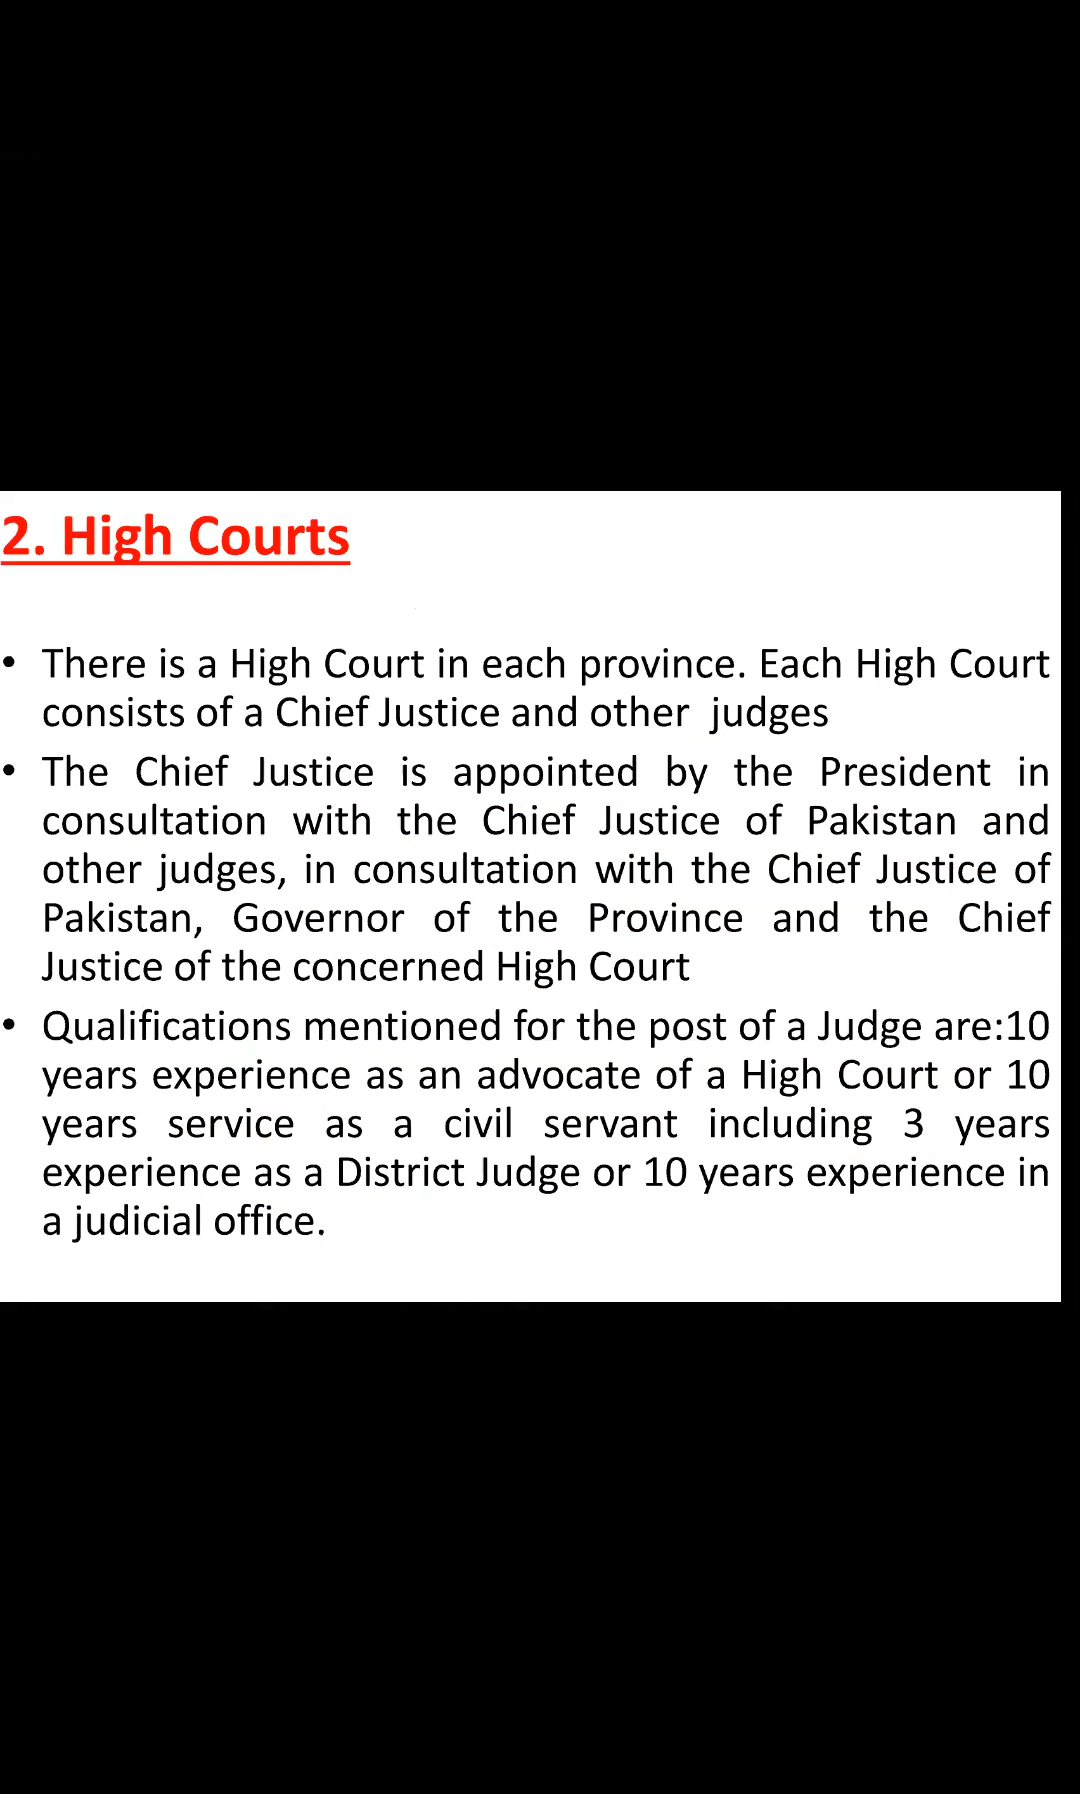 2. High Courts
• There is a High Court in each province. Each High Court
consists of a Chief Justice and other judges
• The Chief Justice is appointed by the President in
consultation with the Chief Justice of Pakistan and
other judges, in consultation with the Chief Justice of
Pakistan, Governor of the Province and the Chief
Justice of the concerned High Court
• Qualifications mentioned for the post of a Judge are:10
years experience as an advocate of a High Court or 10
years service as a civil servant including 3 years
experience as a District Judge or 10 years experience in
a judicial office.